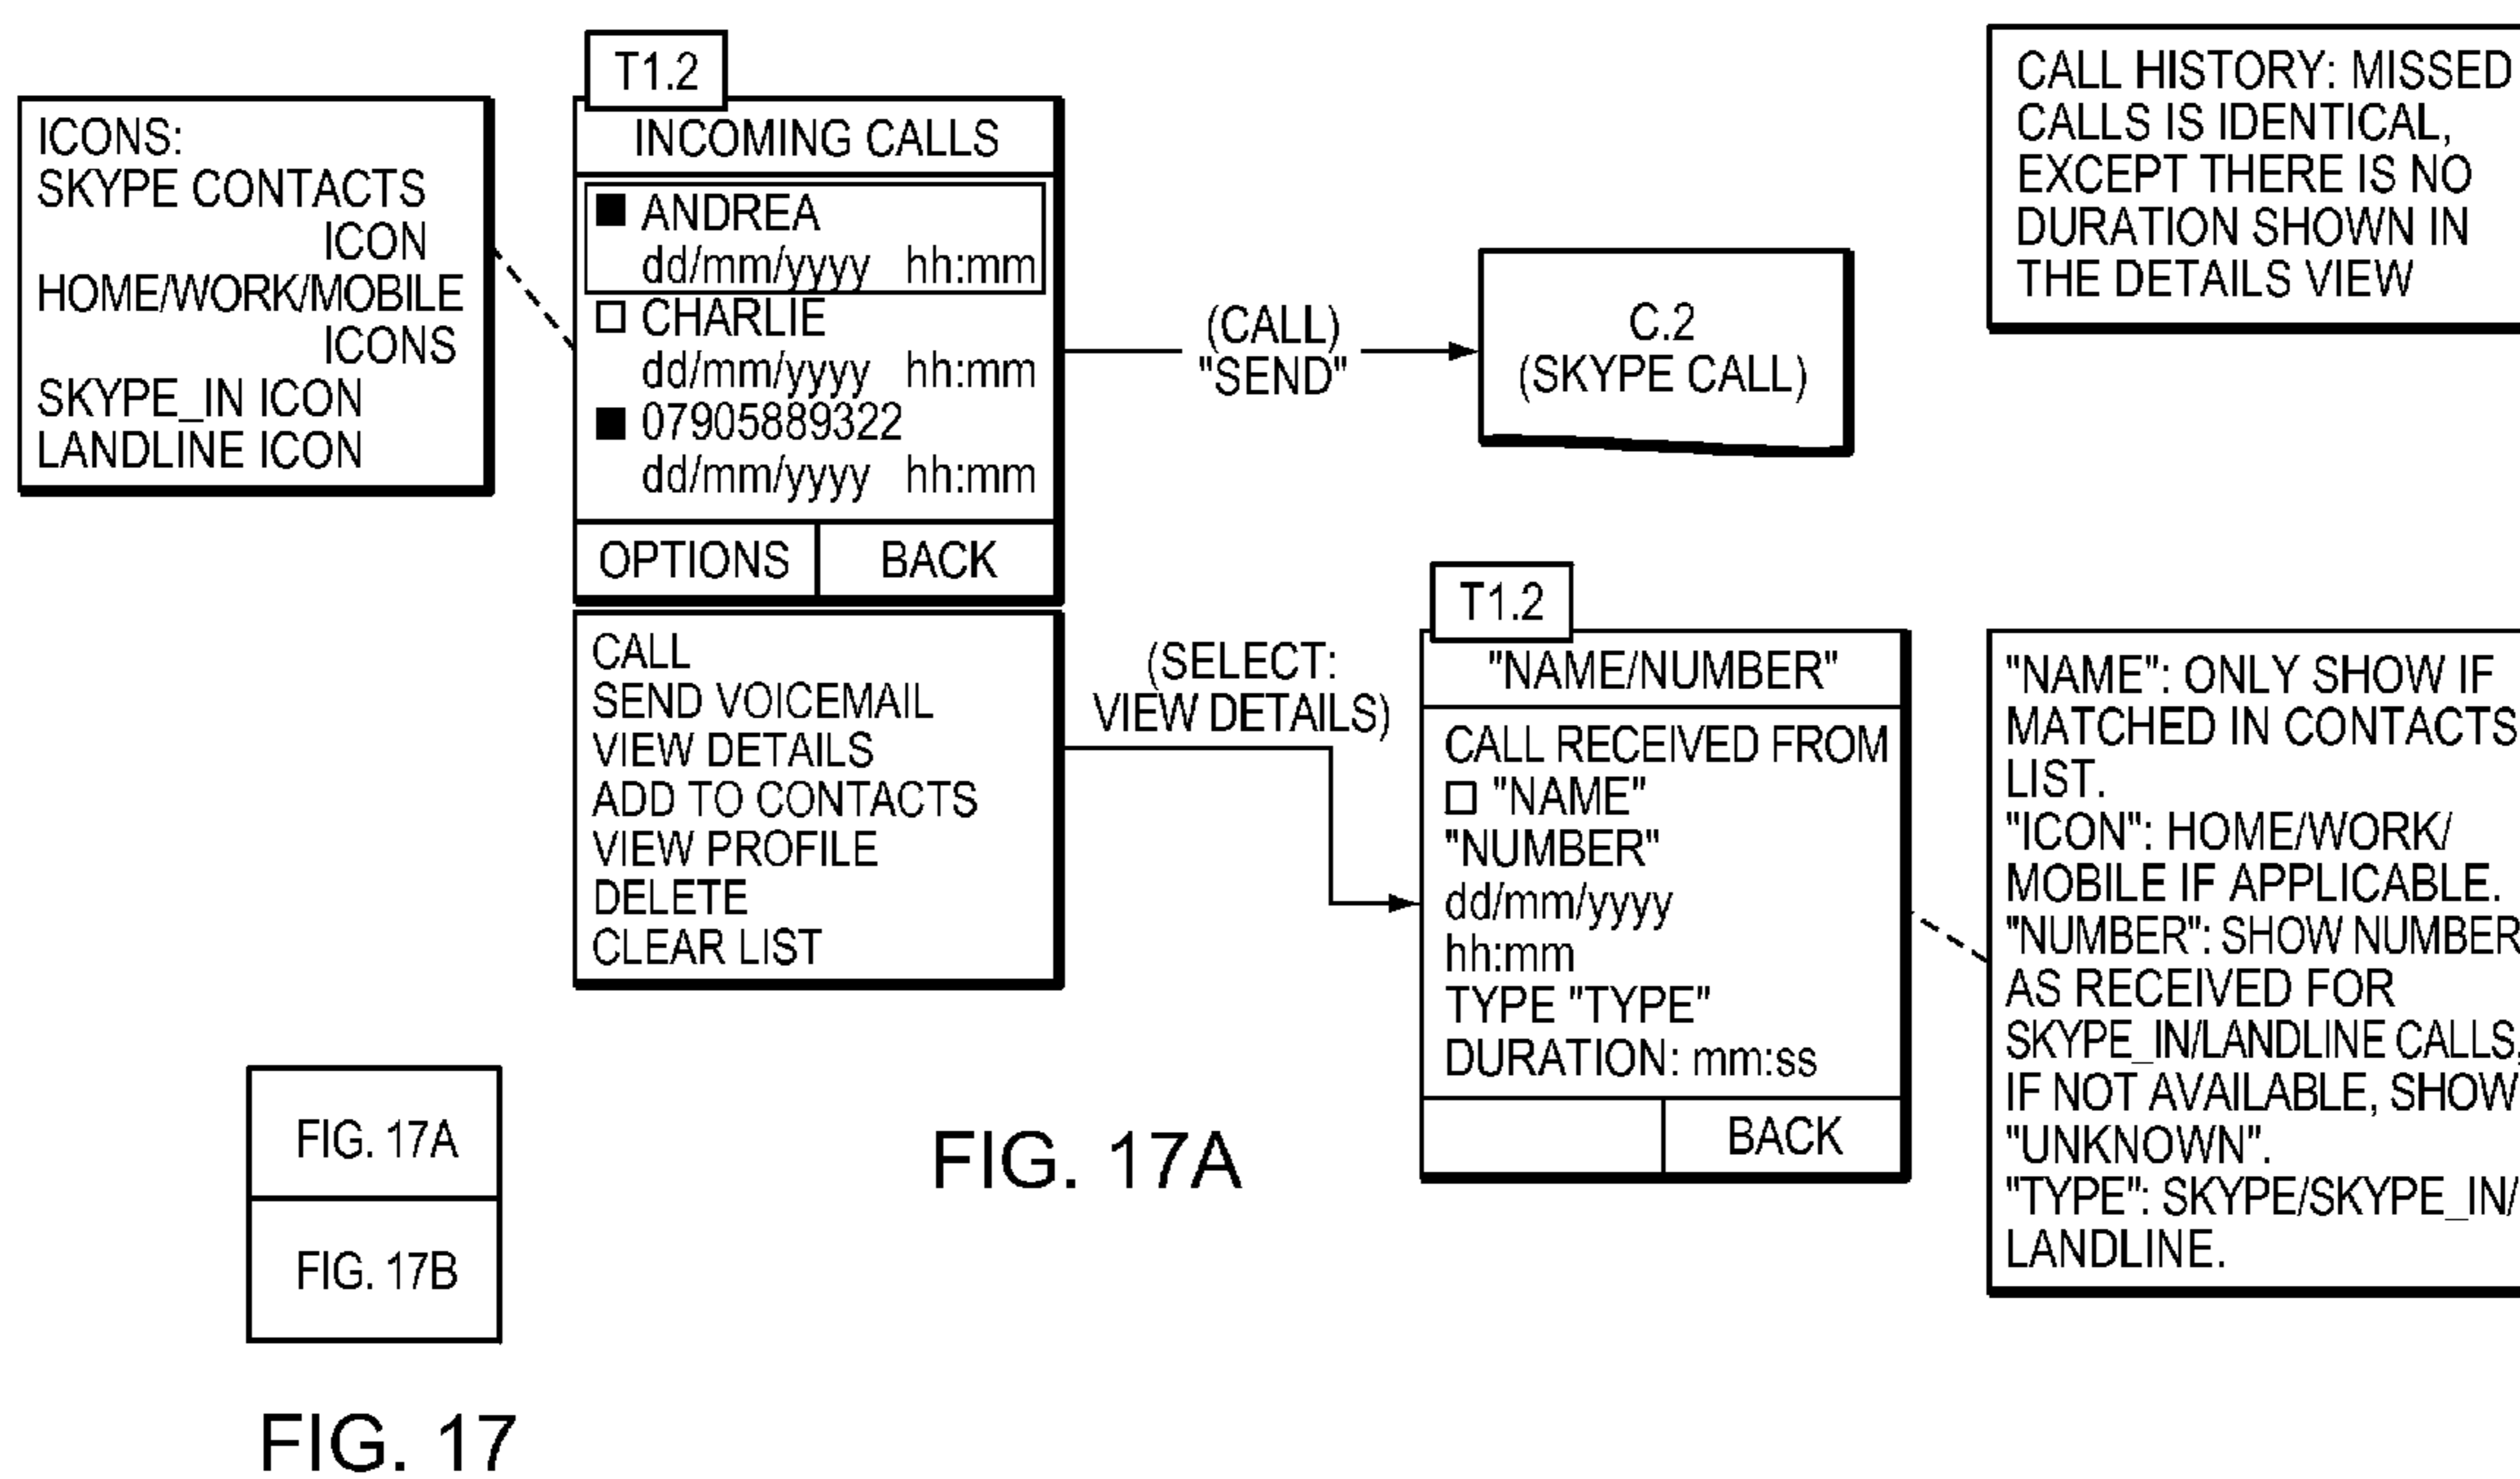 ICONS:
SKYPE CONTACTS
ICON
HOME/WORK/MOBILE
ICONS
SKYPE_IN ICON
LANDLINE ICON
T1.2
INCOMING CALLS
ANDREA
dd/mm/yyyy hh:mm
CHARLIE
dd/mm/yyyy hh:mm
07905889322
dd/mm/yyyy hh:mm
OPTIONS BACK
CALL
SEND VOICEMAIL
VIEW DETAILS
ADD TO CONTACTS
VIEW PROFILE
DELETE
CLEAR LIST
(CALL)
"SEND"
C.2
(SKYPE CALL)
CALL HISTORY: MISSED
CALLS IS IDENTICAL,
EXCEPT THERE IS NO
DURATION SHOWN IN
THE DETAILS VIEW
(SELECT:
VIEW DETAILS)
T1.2
"NAME/NUMBER"
CALL RECEIVED FROM
"NAME"
"NUMBER"
dd/mm/yyyy
hh:mm
TYPE "TYPE"
DURATION: mm:ss
BACK
"NAME": ONLY SHOW IF
MATCHED IN CONTACTS
LIST.
"ICON": HOME/WORK/
MOBILE IF APPLICABLE.
"NUMBER": SHOW NUMBER
AS RECEIVED FOR
SKYPE_IN/LANDLINE CALLS,
IF NOT AVAILABLE, SHOW
"UNKNOWN".
"TYPE": SKYPE/SKYPE_IN/
LANDLINE.
FIG. 17A
FIG. 17B
FIG. 17A
FIG. 17